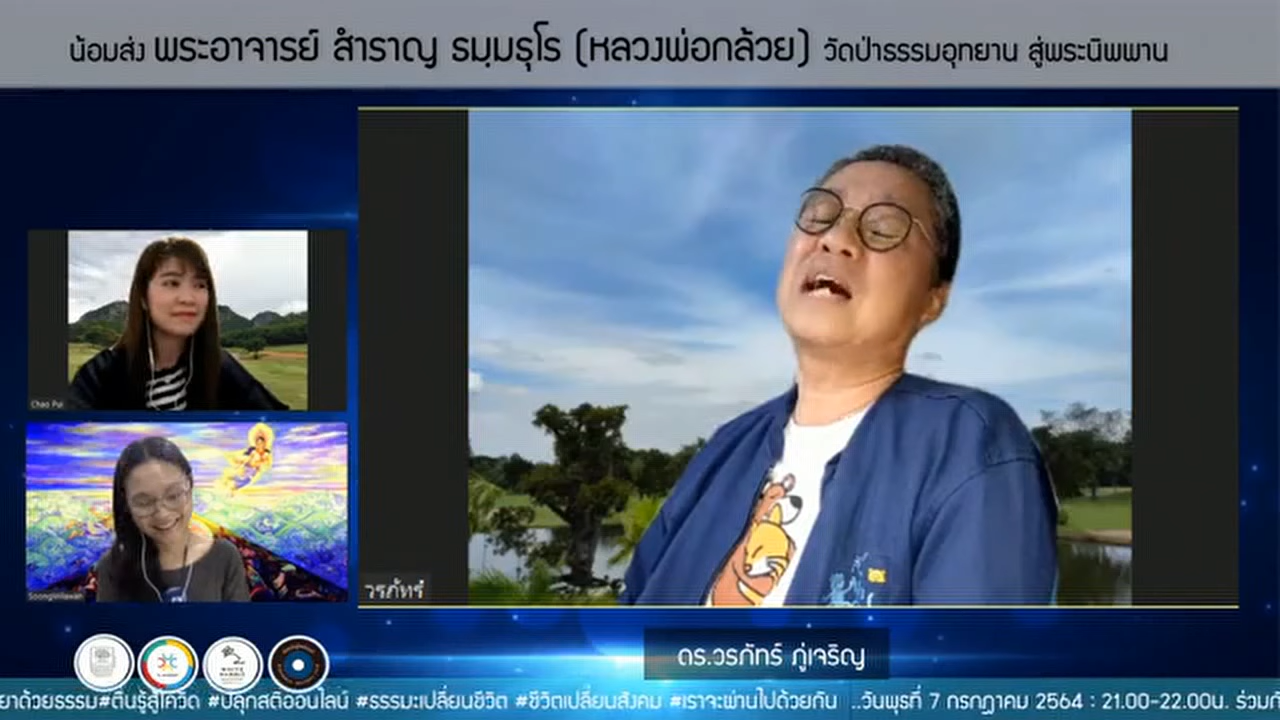 น้อมส่ง พระอาจารย์ สำราญ ธมฺมธุโร (หลวงพ่อกล้วย) วัดป่าธรรมอุทยาน สู่พระนิพพาน
Chao Pui
วรภัทร์
ดร.วรภัทร์ ภู่เจริญ
ยาด้วยธรรม#ตื่นรู้สู้โควิด #ปลุกสติออนไลน์ #ธรรมะเปลี่ยนชีวิต #ชีวิตเปลี่ยนสังคม #เราจะผ่านไปด้วยกัน ..วันพุธที่ 7 กรกฎาคม 2564 : 21.00-22.00น.